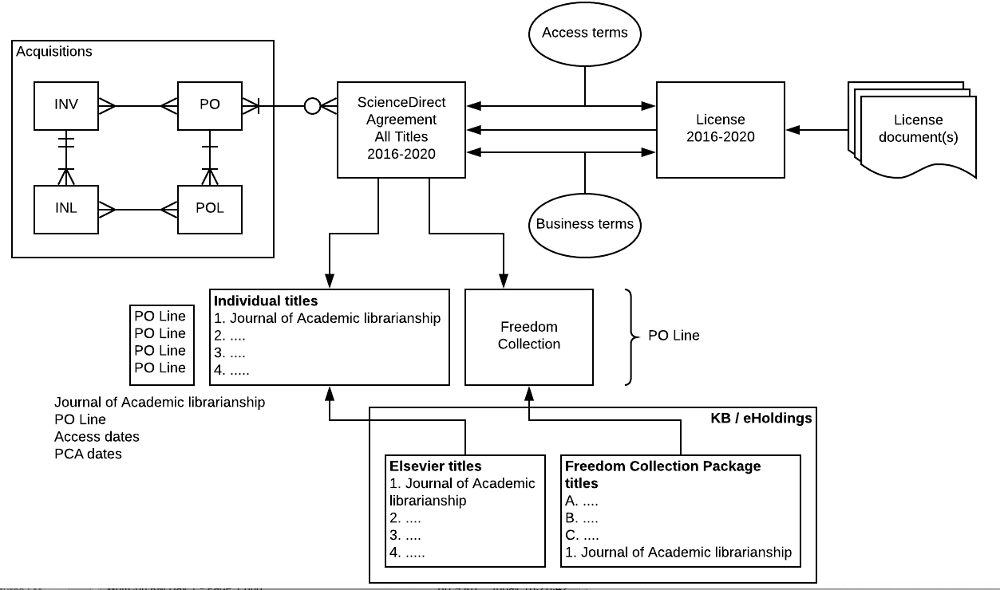 Access terms
Acquisitions
INV
PO
INL
POL
ScienceDirect
Agreement
All Titles
2016-2020
License
2016-2020
License
document(s)
Business terms
PO Line
PO Line
PO Line
PO Line
Individual titles
1. Journal of Academic librarianship
2. ....
3. ....
4. .....
Freedom
Collection
PO Line
Journal of Academic librarianship
PO Line
Access dates
PCA dates
KB / eHoldings
Elsevier titles
1. Journal of Academic
librarianship
2. ....
3. ....
4. .....
Freedom Collection Package
titles
A. ....
B. ....
C. ....
1. Journal of Academic librarianship